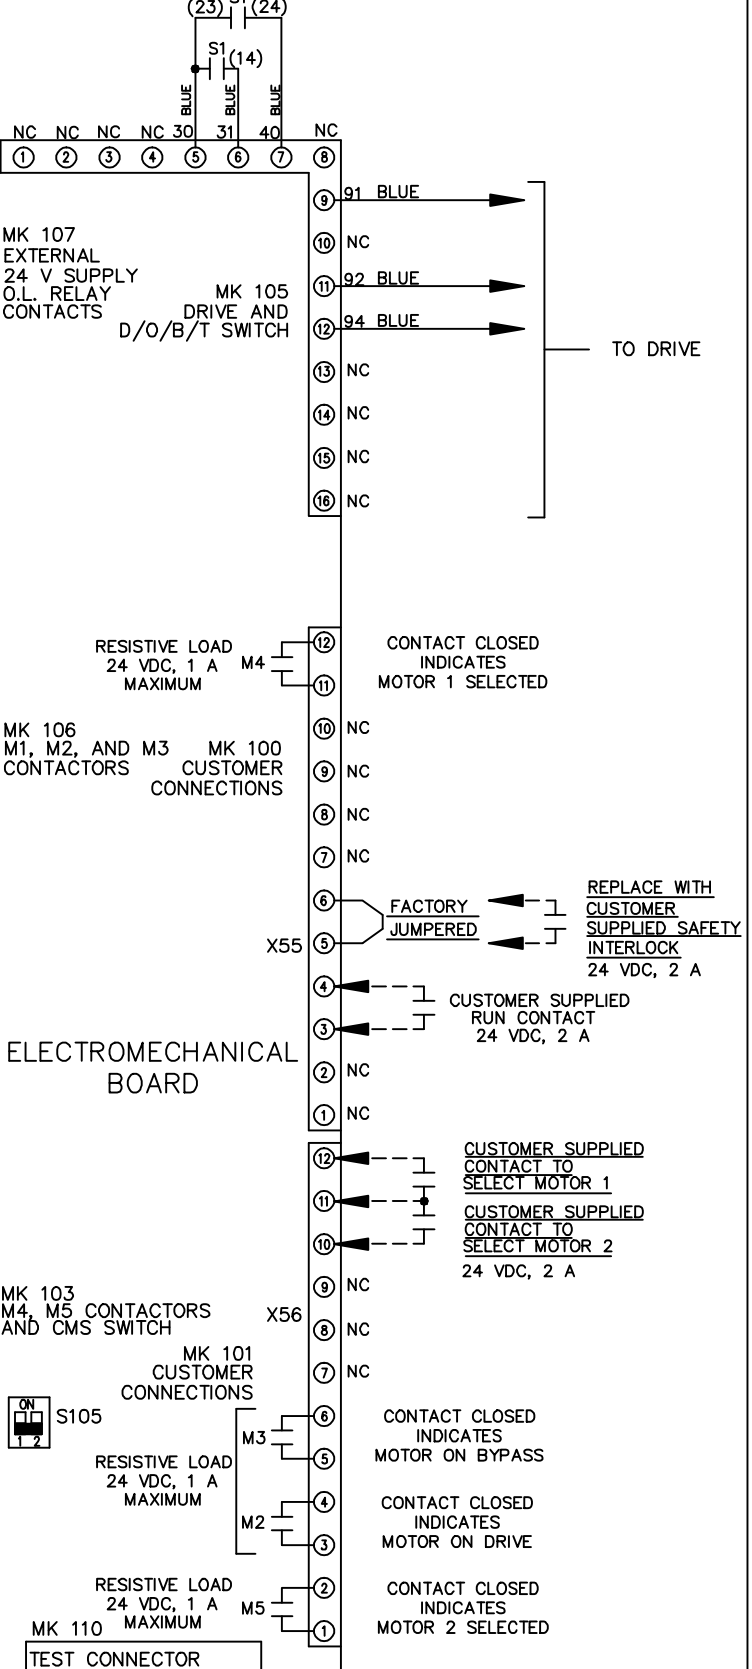 (23) (24)
S1 (14)
BLUE BLUE BLUE
NC NC NC NC 30 31 40 NC
1 2 3 4 5 6 7 8
9 91 BLUE
MK 107
EXTERNAL
24 V SUPPLY
O.L. RELAY
CONTACTS
MK 105
DRIVE AND
D/O/B/T SWITCH
10 NC
11 92 BLUE
12 94 BLUE
TO DRIVE
13 NC
14 NC
15 NC
16 NC
RESISTIVE LOAD
24 VDC, 1 A
MAXIMUM
M4
12
11
CONTACT CLOSED
INDICATES
MOTOR 1 SELECTED
MK 106
M1, M2, AND M3
CONTACTORS
MK 100
CUSTOMER
CONNECTIONS
10 NC
9 NC
8 NC
7 NC
6
X55 5
FACTORY
JUMPERED
REPLACE WITH
CUSTOMER
SUPPLIED SAFETY
INTERLOCK
24 VDC, 2 A
4
3
CUSTOMER SUPPLIED
RUN CONTACT
24 VDC, 2 A
ELECTROMECHANICAL
BOARD
2 NC
1 NC
12
11
10
CUSTOMER SUPPLIED
CONTACT TO
SELECT MOTOR 1
CUSTOMER SUPPLIED
CONTACT TO
SELECT MOTOR 2
24 VDC, 2 A
MK 103
M4, M5 CONTACTORS
AND CMS SWITCH
X56
9 NC
8 NC
7 NC
MK 101
CUSTOMER
CONNECTIONS
ON
1 2
S105
RESISTIVE LOAD
24 VDC, 1 A
MAXIMUM
M3
6
5
CONTACT CLOSED
INDICATES
MOTOR ON BYPASS
M2
4
3
CONTACT CLOSED
INDICATES
MOTOR ON DRIVE
RESISTIVE LOAD
24 VDC, 1 A
MAXIMUM
M5
2
1
CONTACT CLOSED
INDICATES
MOTOR 2 SELECTED
MK 110
TEST CONNECTOR